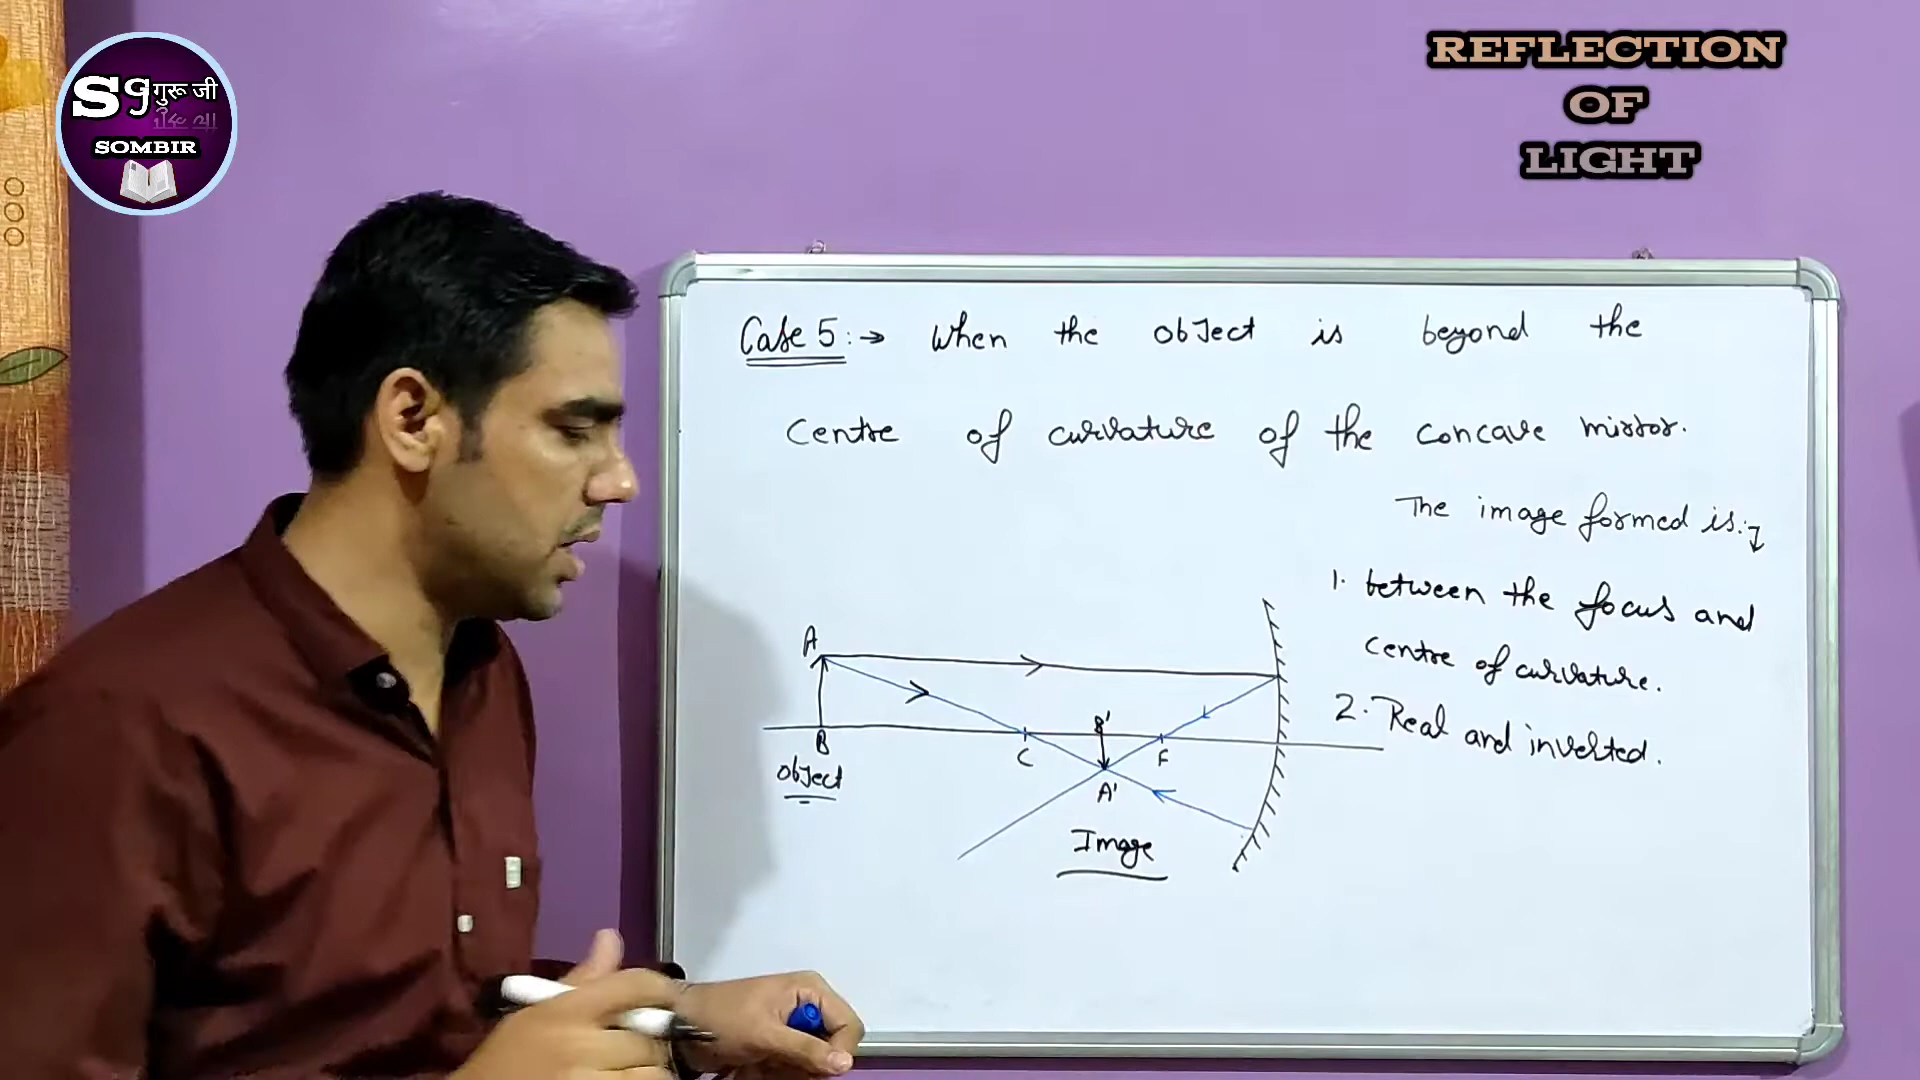 Sg गुरू जी
SOMBIR
REFLECTION
OF
LIGHT
Case 5:→ When the object is beyond the
Centre of curvature of the concave mirror.
The image formed is:↓
1. between the focus and
centre of curvature.
2. Real and inverted.
A
B
object
C
B'
F
A'
Image